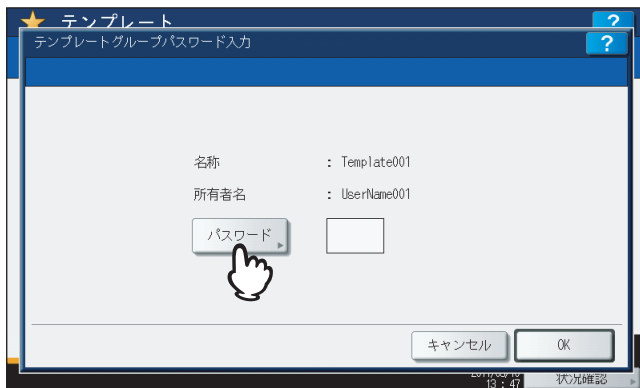 テンプレート
?
テンプレートグループパスワード入力
?
名称 : Template001
所有者名 : UserName001
パスワード
キャンセル
OK
13:47
状況確認